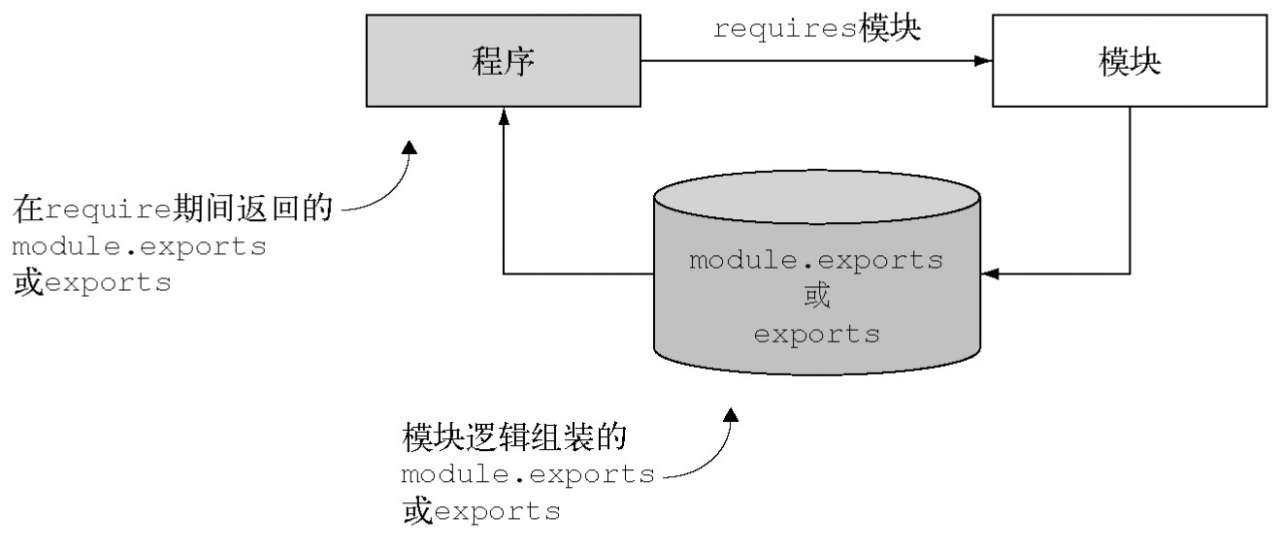 requires模块
程序
模块
在require期间返回的
module.exports
或exports
module.exports
或
exports
模块逻辑组装的
module.exports
或exports